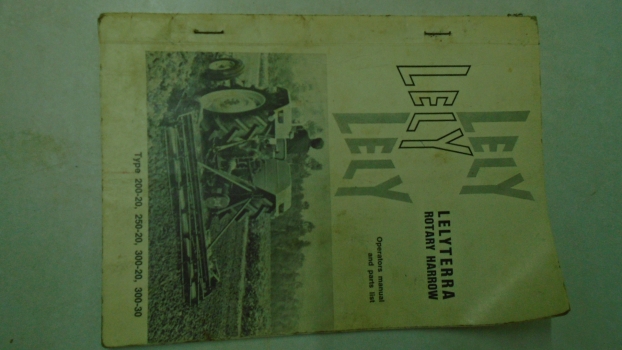 LELY
LELY
LELY
LELYTERRA
ROTARY HARROW
Operators manual
and parts list
Type 200-20, 250-20, 300-20, 300-30